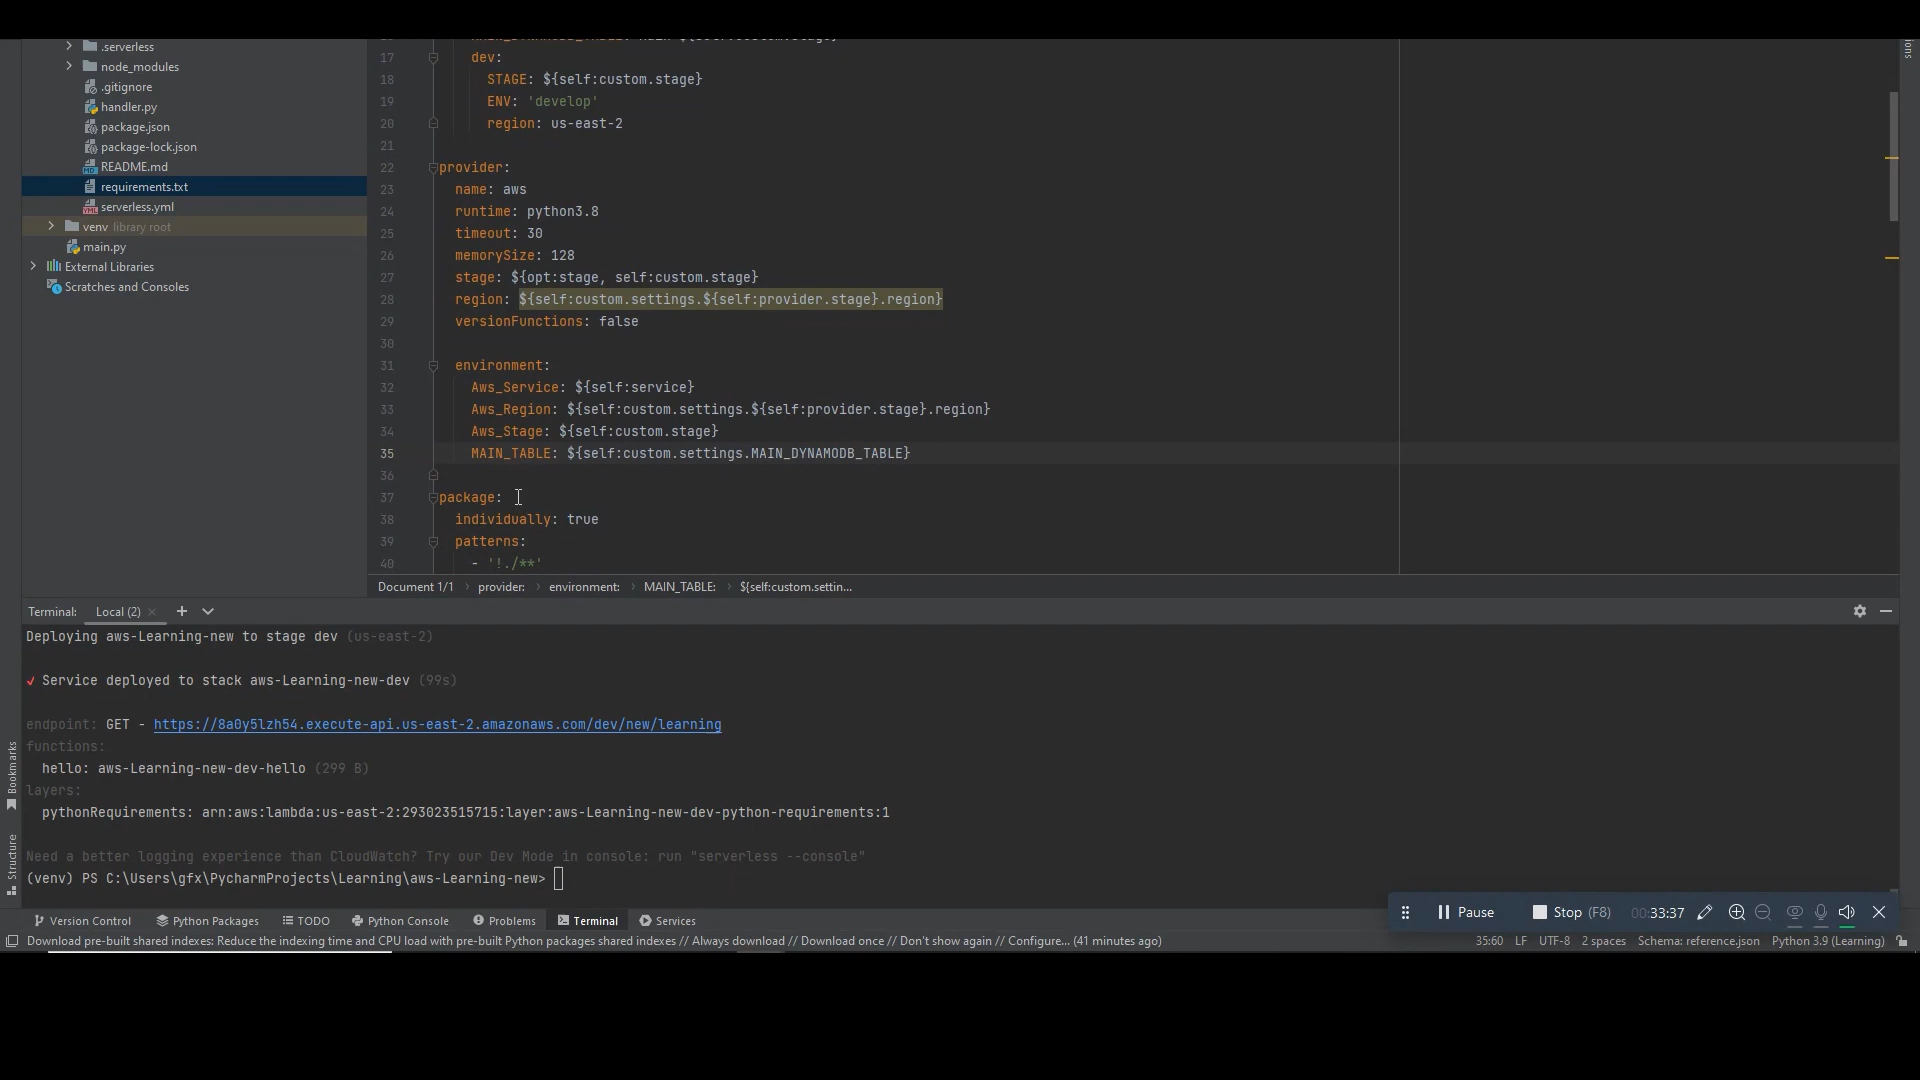 .serverless
node_modules
.gitignore
handler.py
package.json
package-lock.json
README.md
requirements.txt
serverless.yml
venv library root
main.py
External Libraries
Scratches and Consoles
17 dev:
18 STAGE: ${self:custom.stage}
19 ENV: 'develop'
20 region: us-east-2
21
22 provider:
23 name: aws
24 runtime: python3.8
25 timeout: 30
26 memorySize: 128
27 stage: ${opt:stage, self:custom.stage}
28 region: ${self:custom.settings.${self:provider.stage}.region}
29 versionFunctions: false
30
31 environment:
32 Aws_Service: ${self:service}
33 Aws_Region: ${self:custom.settings.${self:provider.stage}.region}
34 Aws_Stage: ${self:custom.stage}
35 MAIN_TABLE: ${self:custom.settings.MAIN_DYNAMODB_TABLE}
36
37 package:
38 individually: true
39 patterns:
40 - '!./**'
Document 1/1 › provider: › environment: › MAIN_TABLE: › ${self:custom.settin...
Terminal: Local (2)
Deploying aws-Learning-new to stage dev (us-east-2)
✓ Service deployed to stack aws-Learning-new-dev (99s)
endpoint: GET - https://8a0y5lzh54.execute-api.us-east-2.amazonaws.com/dev/new/learning
functions:
hello: aws-Learning-new-dev-hello (299 B)
layers:
pythonRequirements: arn:aws:lambda:us-east-2:293023515715:layer:aws-Learning-new-dev-python-requirements:1
Need a better logging experience than CloudWatch? Try our Dev Mode in console: run "serverless --console"
(venv) PS C:\Users\gfx\PycharmProjects\Learning\aws-Learning-new>
Bookmarks
Structure
Version Control Python Packages TODO Python Console Problems Terminal Services
Pause Stop (F8) 00:33:37
Download pre-built shared indexes: Reduce the indexing time and CPU load with pre-built Python packages shared indexes // Always download // Download once // Don't show again // Configure... (41 minutes ago)
35:60 LF UTF-8 2 spaces Schema: reference.json Python 3.9 (Learning)